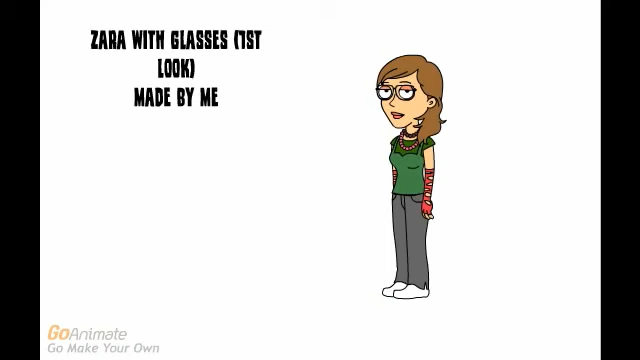 ZARA WITH GLASSES (1ST
LOOK)
MADE BY ME
GoAnimate
Go Make Your Own